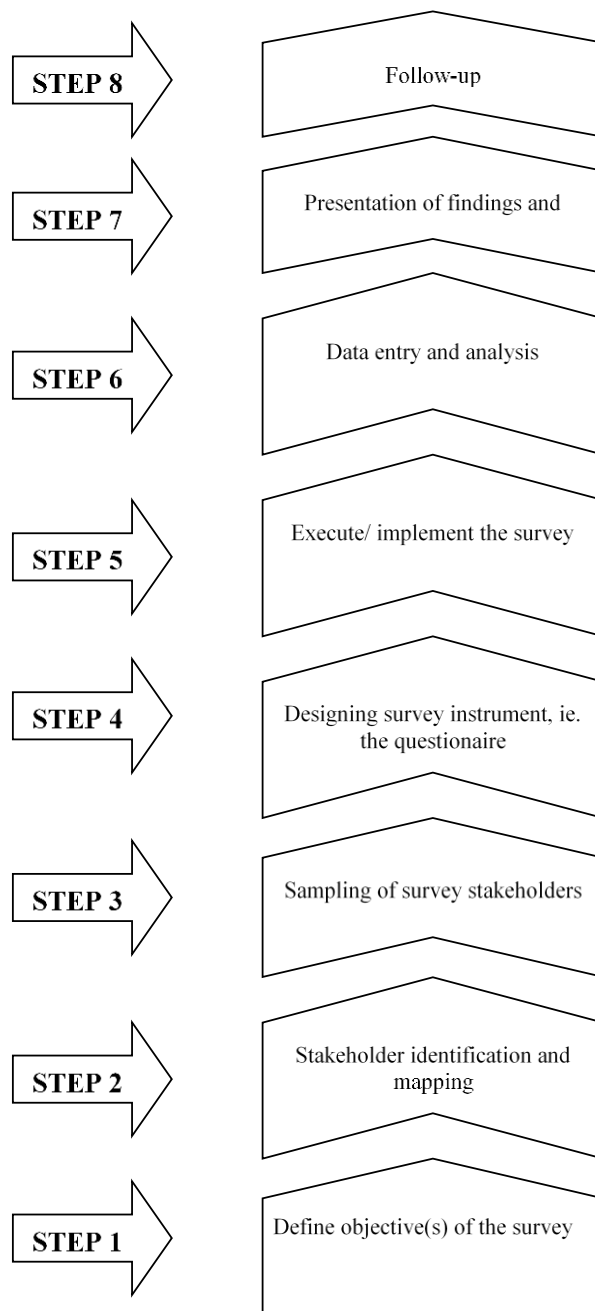 STEP 8
Follow-up
STEP 7
Presentation of findings and
STEP 6
Data entry and analysis
STEP 5
Execute/ implement the survey
STEP 4
Designing survey instrument, ie.
the questionaire
STEP 3
Sampling of survey stakeholders
STEP 2
Stakeholder identification and
mapping
STEP 1
Define objective(s) of the survey